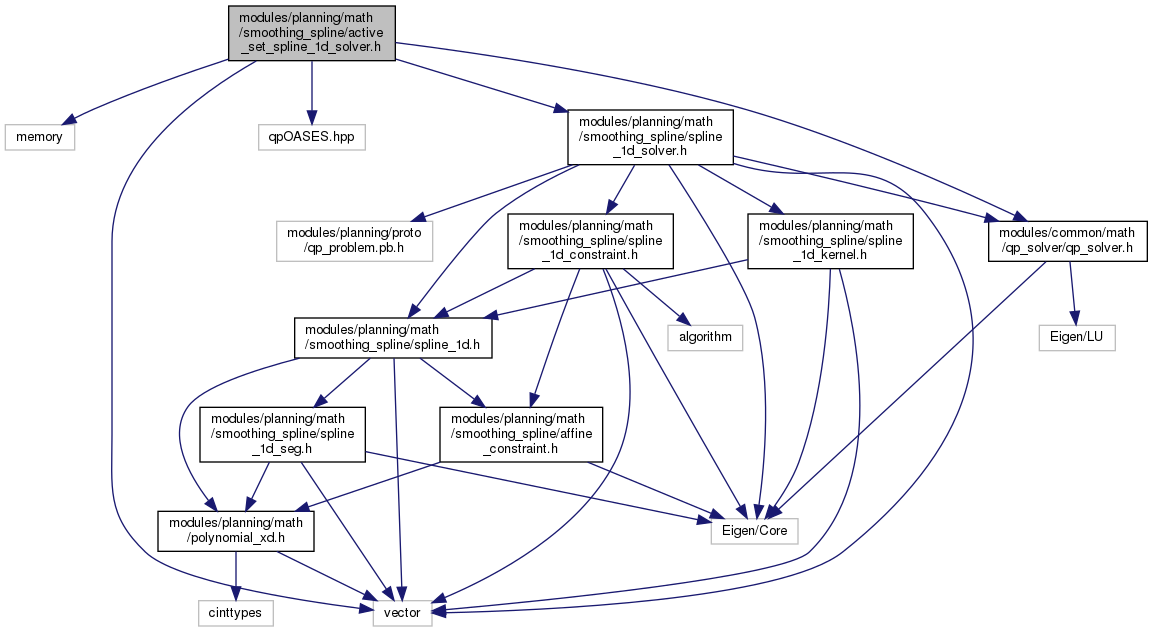 modules/planning/math
/smoothing_spline/active
_set_spline_1d_solver.h
memory
qpOASES.hpp
modules/planning/math
/smoothing_spline/spline
_1d_solver.h
modules/planning/proto
/qp_problem.pb.h
modules/planning/math
/smoothing_spline/spline
_1d_constraint.h
modules/planning/math
/smoothing_spline/spline
_1d_kernel.h
modules/common/math
/qp_solver/qp_solver.h
modules/planning/math
/smoothing_spline/spline_1d.h
algorithm
Eigen/LU
modules/planning/math
/smoothing_spline/spline
_1d_seg.h
modules/planning/math
/smoothing_spline/affine
_constraint.h
modules/planning/math
/polynomial_xd.h
Eigen/Core
cinttypes
vector